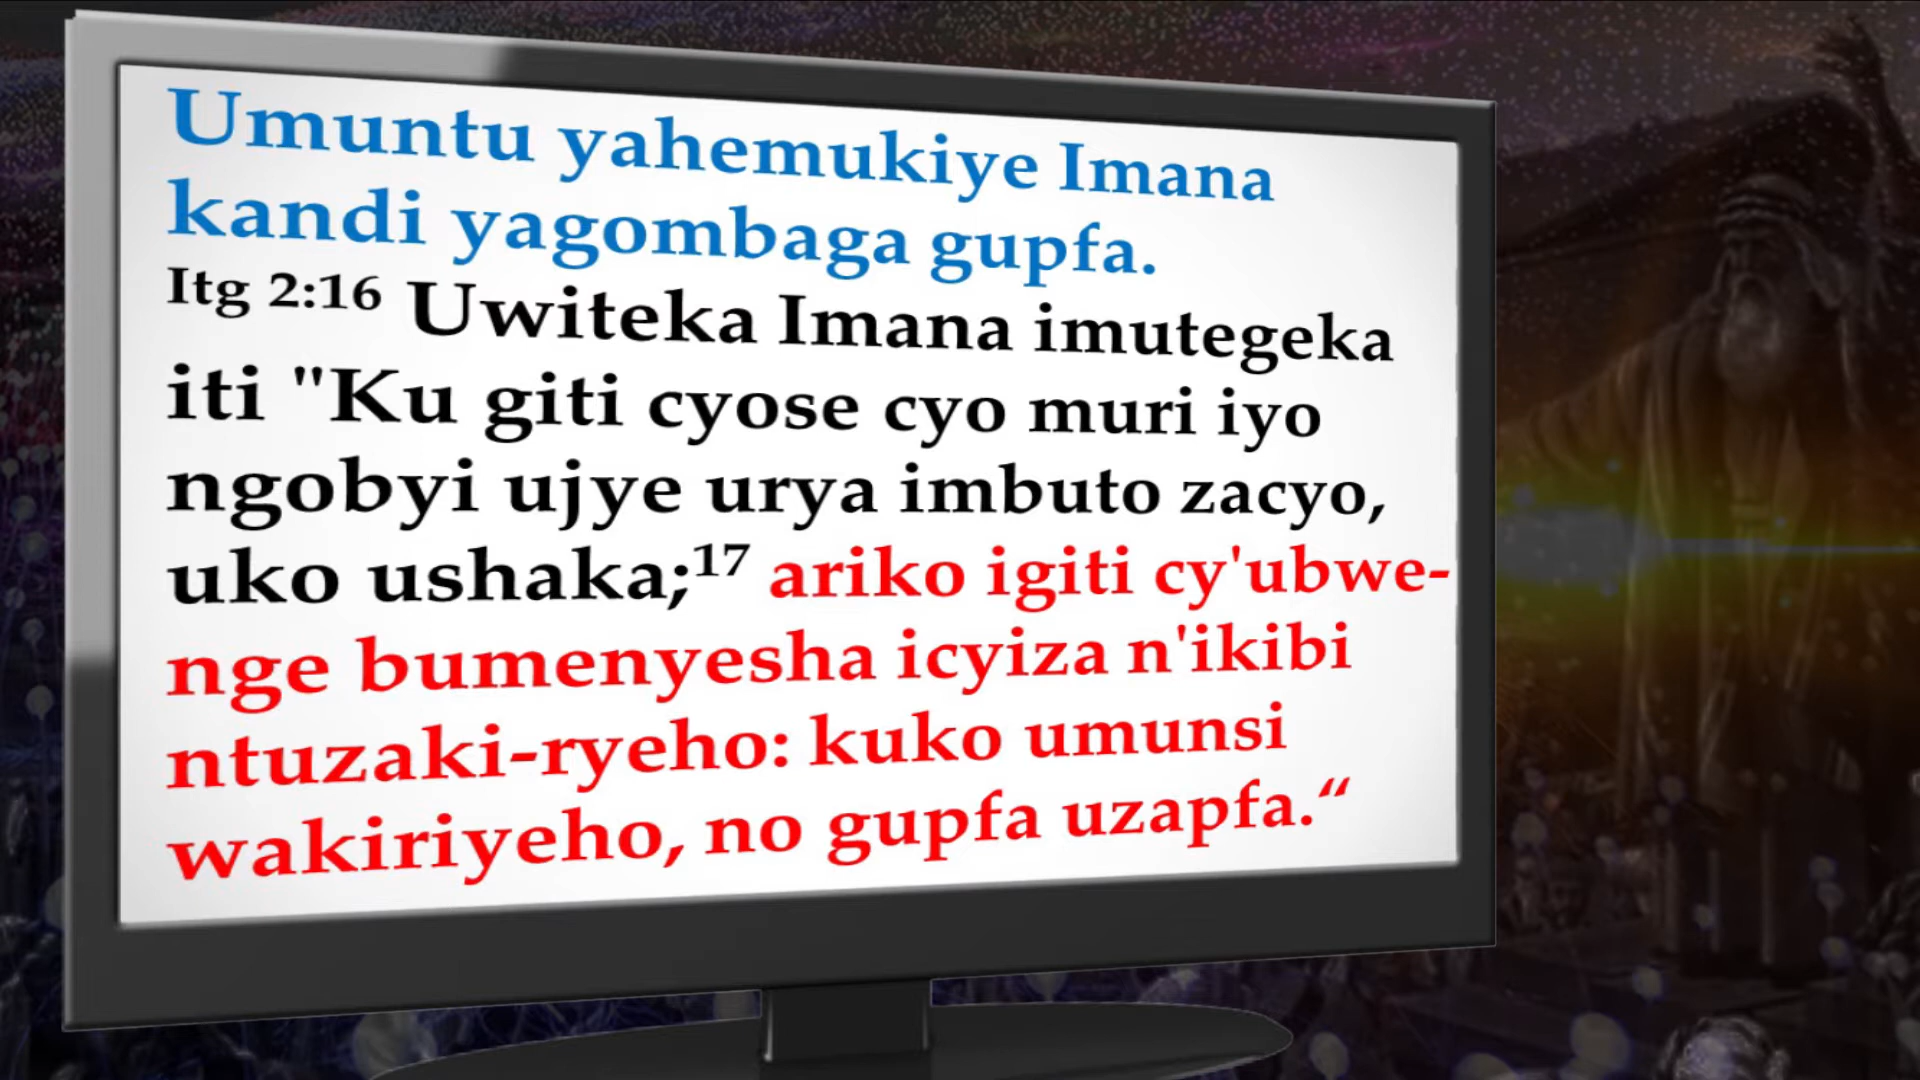 Umuntu yahemukiye Imana
kandi yagombaga gupfa.
Itg 2:16 Uwiteka Imana imutegeka
iti "Ku giti cyose cyo muri iyo
ngobyi ujye urya imbuto zacyo,
uko ushaka;17 ariko igiti cy'ubwe-
nge bumenyesha icyiza n'ikibi
ntuzaki-ryeho: kuko umunsi
wakiriyeho, no gupfa uzapfa.“